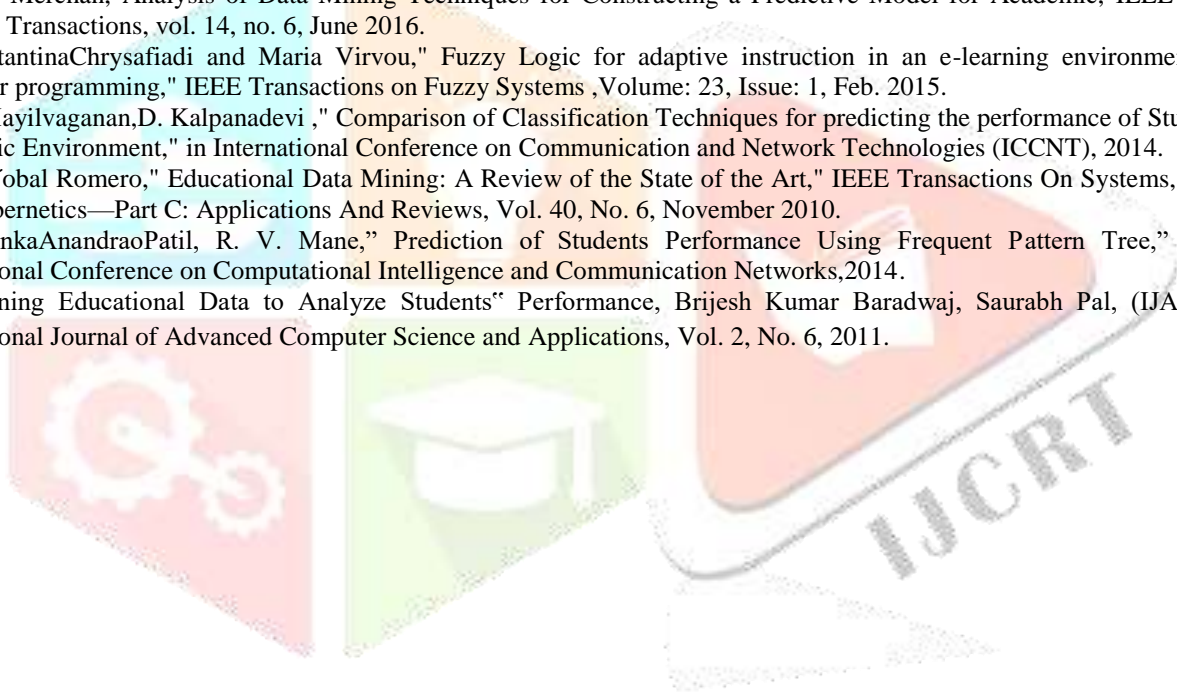 Merchan, Analysis of Data Mining Techniques for Constructing a Predictive Model for Academic, IEEE
Transactions, vol. 14, no. 6, June 2016.
tantinaChrysafiadi and Maria Virvou," Fuzzy Logic for adaptive instruction in an e-learning environme
r programming," IEEE Transactions on Fuzzy Systems ,Volume: 23, Issue: 1, Feb. 2015.
ayilvaganan,D. Kalpanadevi ," Comparison of Classification Techniques for predicting the performance of Stu
ic Environment," in International Conference on Communication and Network Technologies (ICCNT), 2014.
obal Romero," Educational Data Mining: A Review of the State of the Art," IEEE Transactions On Systems,
bernetics—Part C: Applications And Reviews, Vol. 40, No. 6, November 2010.
nkaAnandraoPatil, R. V. Mane,” Prediction of Students Performance Using Frequent Pattern Tree,”
onal Conference on Computational Intelligence and Communication Networks,2014.
ning Educational Data to Analyze Students‟ Performance, Brijesh Kumar Baradwaj, Saurabh Pal, (IJA
onal Journal of Advanced Computer Science and Applications, Vol. 2, No. 6, 2011.
IJCRT